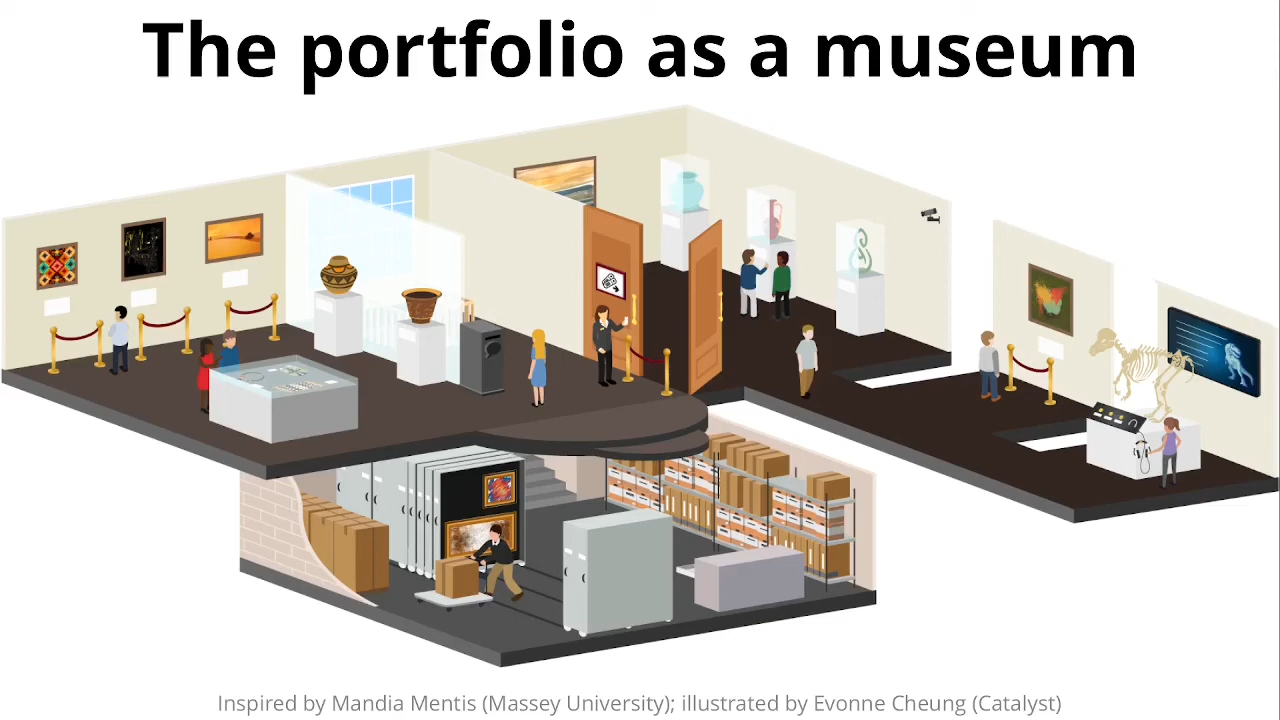 The portfolio as a museum
Inspired by Mandia Mentis (Massey University); illustrated by Evonne Cheung (Catalyst)